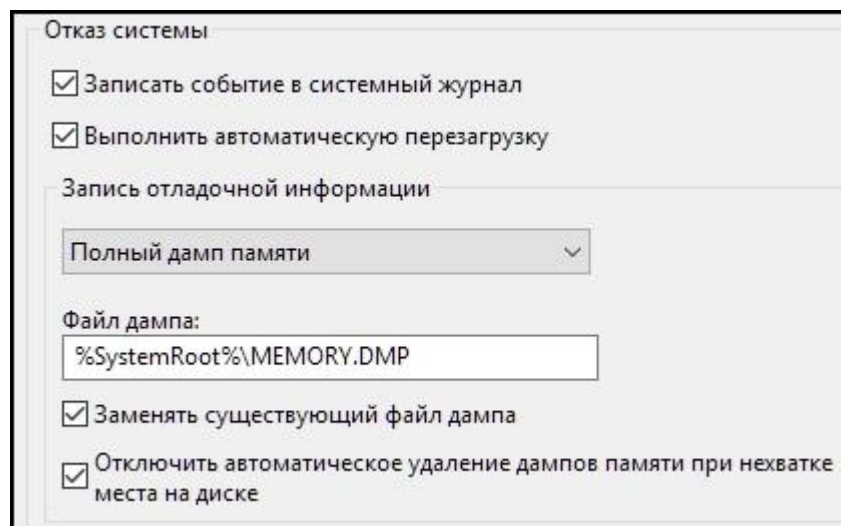 Отказ системы
Записать событие в системный журнал
Выполнить автоматическую перезагрузку
Запись отладочной информации
Полный дамп памяти
Файл дампа:
%SystemRoot%\MEMORY.DMP
Заменять существующий файл дампа
Отключить автоматическое удаление дампов памяти при нехватке
места на диске